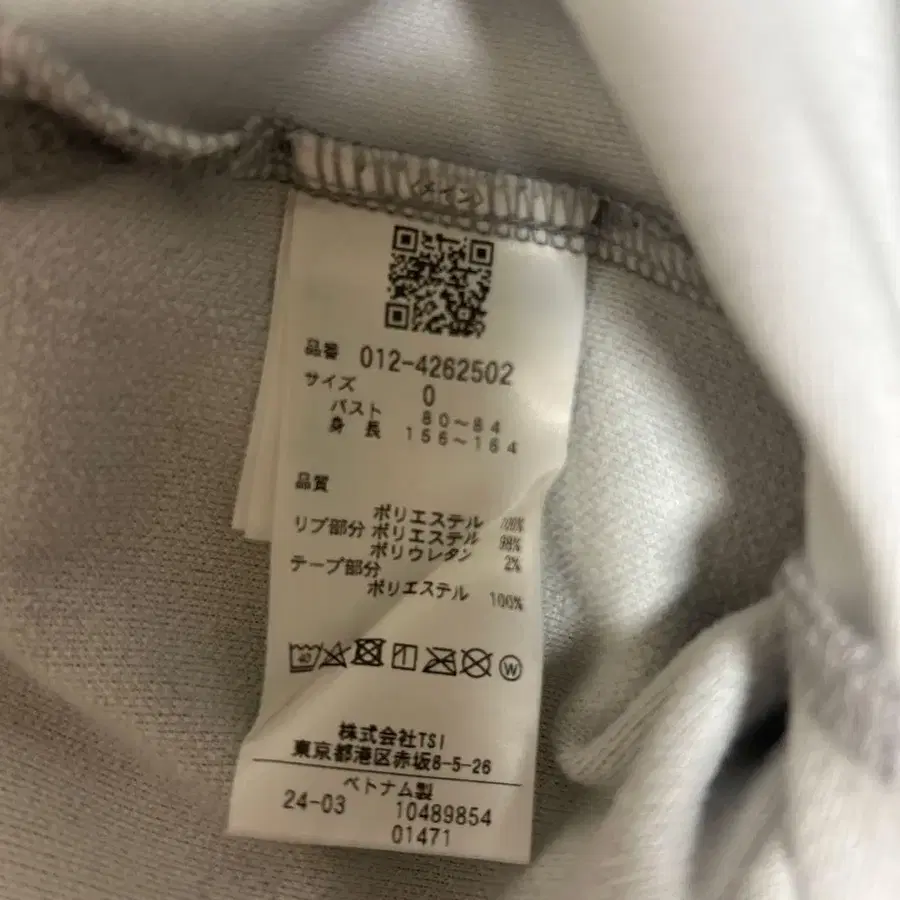 〈メイン〉
品番 012-4262502
サイズ 0
バスト 80～84
身長 156～164
品質
ポリエステル 100%
リブ部分 ポリエステル 98%
ポリウレタン 2%
テープ部分
ポリエステル 100%
40 W
株式会社TSI
東京都港区赤坂8-5-26
ベトナム製
24-03 10489854
01471